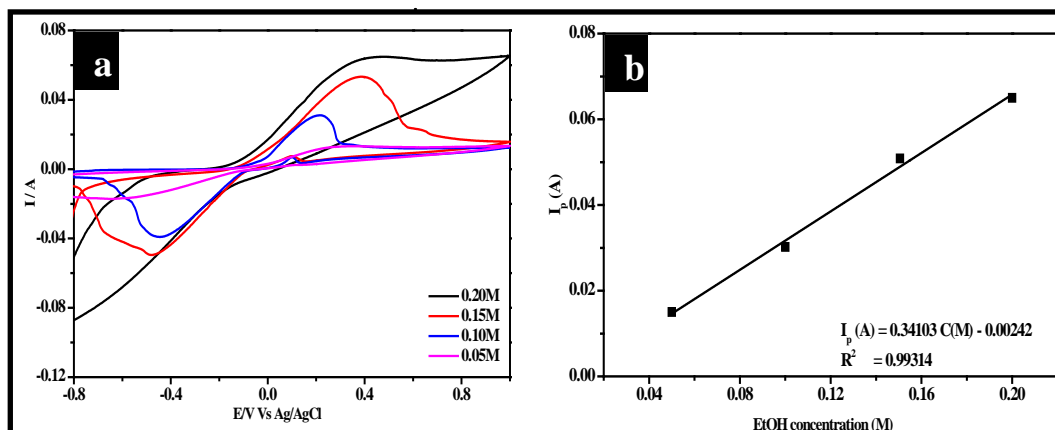 a
0.08
0.04
0.00
-0.04
-0.08
-0.12
I / A
0.20M
0.15M
0.10M
0.05M
-0.8 -0.4 0.0 0.4 0.8
E/V Vs Ag/AgCl
b
0.08
0.06
0.04
0.02
0.00
I_p (A)
I_p (A) = 0.34103 C(M) - 0.00242
R² = 0.99314
0.04 0.08 0.12 0.16 0.20
EtOH concentration (M)